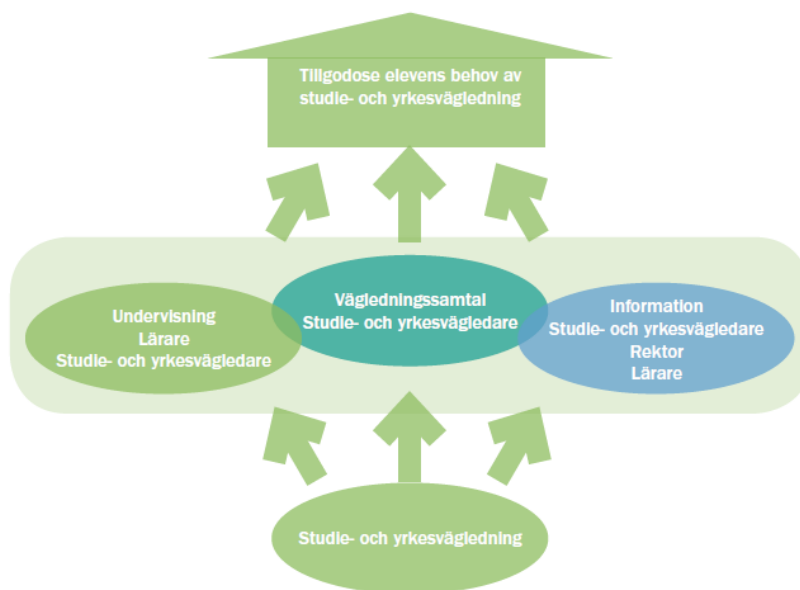 Tillgodose elevens behov av
studie- och yrkesvägledning
Undervisning
Lärare
Studie- och yrkesvägledare
Vägledningssamtal
Studie- och yrkesvägledare
Information
Studie- och yrkesvägledare
Rektor
Lärare
Studie- och yrkesvägledning